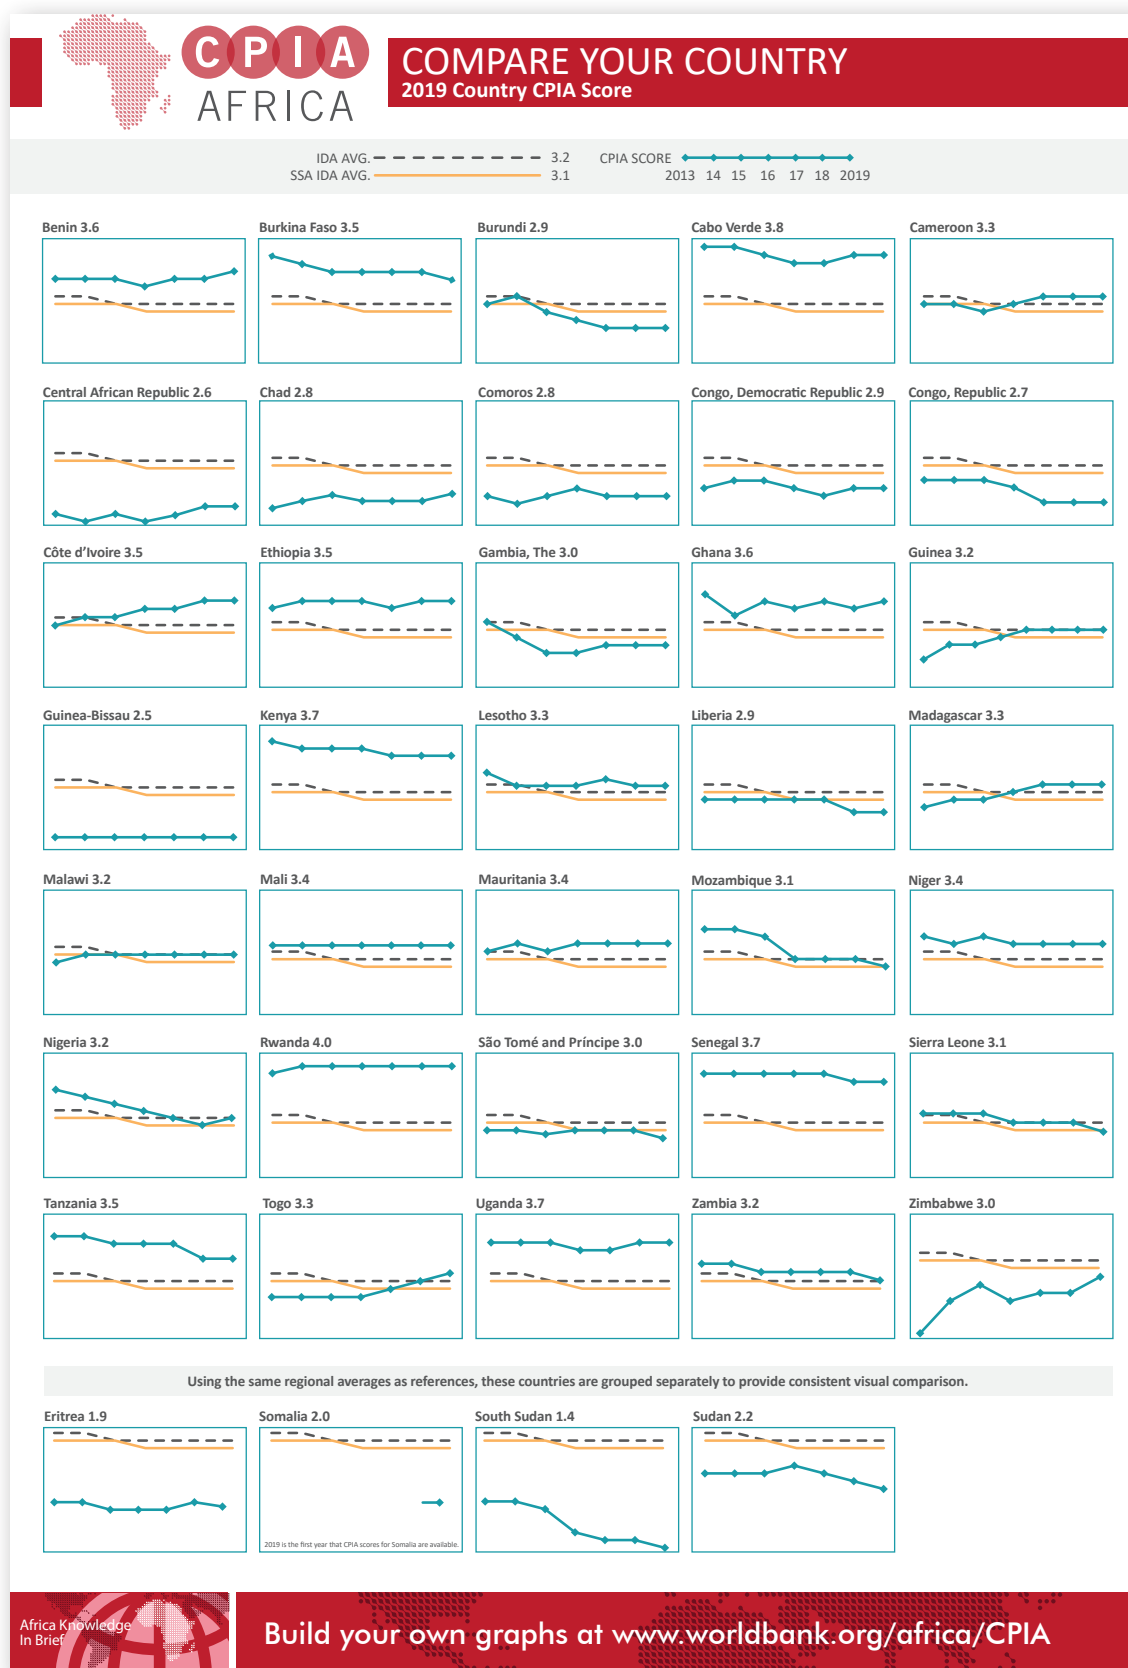 CPIA
AFRICA
COMPARE YOUR COUNTRY
2019 Country CPIA Score
IDA AVG. 3.2 CPIA SCORE
SSA IDA AVG. 3.1 2013 14 15 16 17 18 2019
Benin 3.6 Burkina Faso 3.5 Burundi 2.9 Cabo Verde 3.8 Cameroon 3.3
Central African Republic 2.6 Chad 2.8 Comoros 2.8 Congo, Democratic Republic 2.9 Congo, Republic 2.7
Côte d'Ivoire 3.5 Ethiopia 3.5 Gambia, The 3.0 Ghana 3.6 Guinea 3.2
Guinea-Bissau 2.5 Kenya 3.7 Lesotho 3.3 Liberia 2.9 Madagascar 3.3
Malawi 3.2 Mali 3.4 Mauritania 3.4 Mozambique 3.1 Niger 3.4
Nigeria 3.2 Rwanda 4.0 São Tomé and Príncipe 3.0 Senegal 3.7 Sierra Leone 3.1
Tanzania 3.5 Togo 3.3 Uganda 3.7 Zambia 3.2 Zimbabwe 3.0
Using the same regional averages as references, these countries are grouped separately to provide consistent visual comparison.
Eritrea 1.9 Somalia 2.0 South Sudan 1.4 Sudan 2.2
2019 is the first year that CPIA scores for Somalia are available.
Africa Knowledge
In Brief
Build your own graphs at www.worldbank.org/africa/CPIA